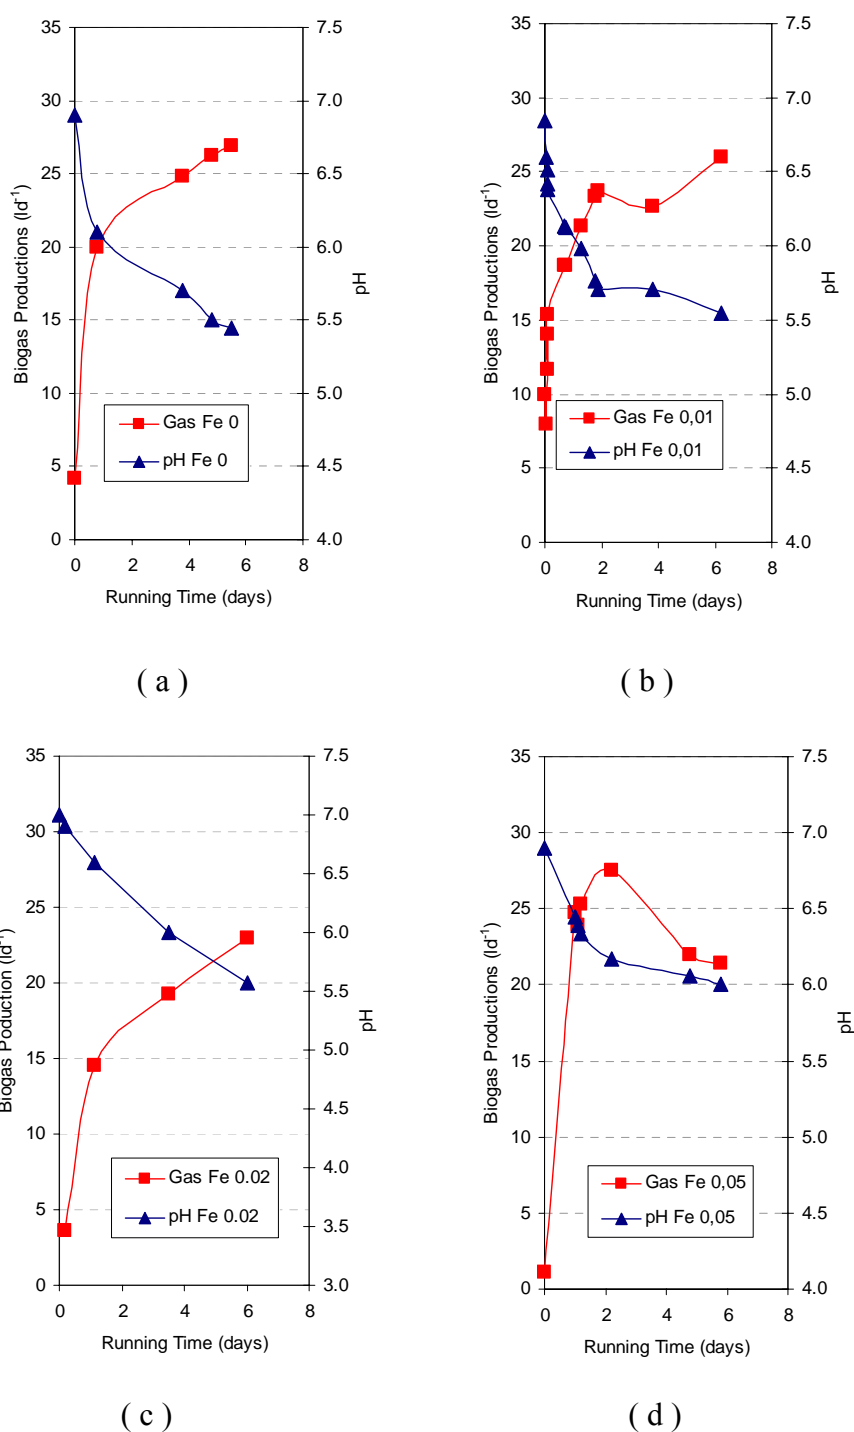 35
30
25
20
15
10
5
0
7.5
7.0
6.5
6.0
5.5
5.0
4.5
4.0
0 2 4 6 8
Biogas Productions (ld-1)
pH
Gas Fe 0
pH Fe 0
Running Time (days)
( a )
35
30
25
20
15
10
5
0
7.5
7.0
6.5
6.0
5.5
5.0
4.5
4.0
0 2 4 6 8
Biogas Productions (ld-1)
pH
Gas Fe 0,01
pH Fe 0,01
Running Time (days)
( b )
35
30
25
20
15
10
5
0
7.5
7.0
6.5
6.0
5.5
5.0
4.5
4.0
3.5
3.0
0 2 4 6 8
Biogas Poduction (ld-1)
pH
Gas Fe 0.02
pH Fe 0.02
Running Time (days)
( c )
35
30
25
20
15
10
5
0
7.5
7.0
6.5
6.0
5.5
5.0
4.5
4.0
0 2 4 6 8
Biogas Productions (ld-1)
pH
Gas Fe 0,05
pH Fe 0,05
Running Time (days)
( d )